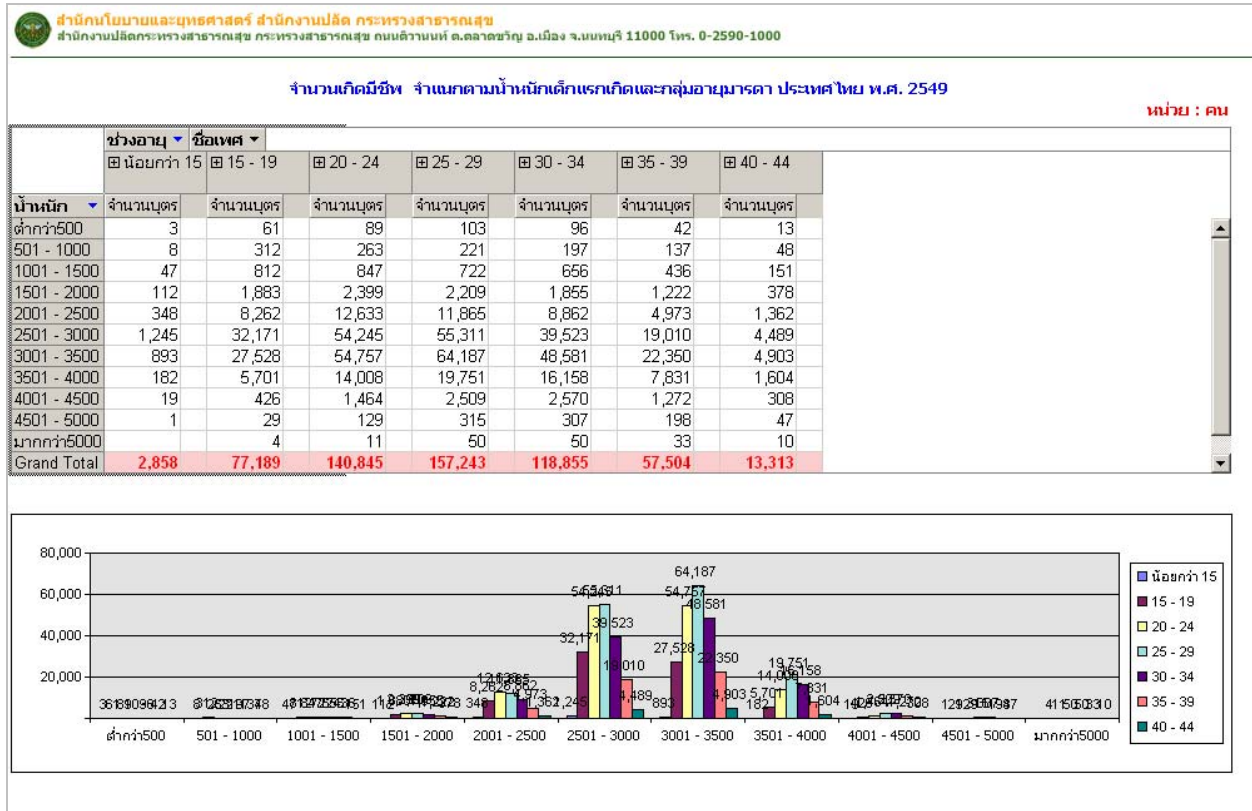 สำนักนโยบายและยุทธศาสตร์ สำนักงานปลัด กระทรวงสาธารณสุข
สำนักงานปลัดกระทรวงสาธารณสุข กระทรวงสาธารณสุข ถนนติวานนท์ ต.ตลาดขวัญ อ.เมือง จ.นนทบุรี 11000 โทร. 0-2590-1000
จำนวนเกิดมีชีพ จำแนกตามน้ำหนักเด็กแรกเกิดและกลุ่มอายุมารดา ประเทศไทย พ.ศ. 2549
หน่วย : คน
ช่วงอายุ ชื่อเพศ
น้อยกว่า 15 15 - 19 20 - 24 25 - 29 30 - 34 35 - 39 40 - 44
น้ำหนัก จำนวนบุตร จำนวนบุตร จำนวนบุตร จำนวนบุตร จำนวนบุตร จำนวนบุตร จำนวนบุตร
ต่ำกว่า500 3 61 89 103 96 42 13
501 - 1000 8 312 263 221 197 137 48
1001 - 1500 47 812 847 722 656 436 151
1501 - 2000 112 1,883 2,399 2,209 1,855 1,222 378
2001 - 2500 348 8,262 12,633 11,865 8,862 4,973 1,362
2501 - 3000 1,245 32,171 54,245 55,311 39,523 19,010 4,489
3001 - 3500 893 27,528 54,757 64,187 48,581 22,350 4,903
3501 - 4000 182 5,701 14,008 19,751 16,158 7,831 1,604
4001 - 4500 19 426 1,464 2,509 2,570 1,272 308
4501 - 5000 1 29 129 315 307 198 47
มากกว่า5000 4 11 50 50 33 10
Grand Total 2,858 77,189 140,845 157,243 118,855 57,504 13,313
80,000
60,000
40,000
20,000
64,187
54,757
48,581
39,523
32,171
27,528
22,350
19,010
19,751
16,158
4,489
4,903
ต่ำกว่า500 501 - 1000 1001 - 1500 1501 - 2000 2001 - 2500 2501 - 3000 3001 - 3500 3501 - 4000 4001 - 4500 4501 - 5000 มากกว่า5000
น้อยกว่า 15
15 - 19
20 - 24
25 - 29
30 - 34
35 - 39
40 - 44